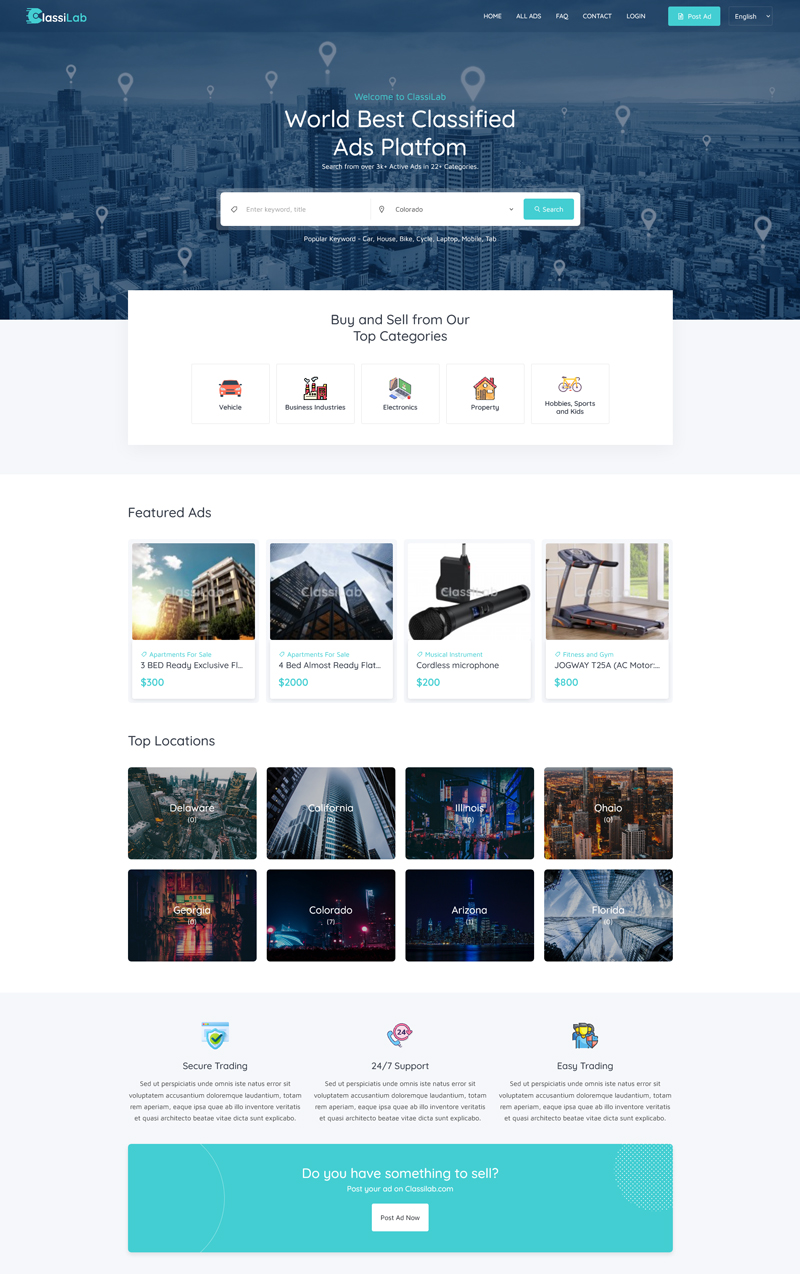 ClassiLab
HOME ALL ADS FAQ CONTACT LOGIN Post Ad English
Welcome to ClassiLab
World Best Classified
Ads Platfom
Search from over 3k+ Active Ads in 22+ Categories.
Enter keyword, title Colorado Search
Popular Keyword - Car, House, Bike, Cycle, Laptop, Mobile, Tab
Buy and Sell from Our
Top Categories
Vehicle
Business Industries
Electronics
Property
Hobbies, Sports
and Kids
Featured Ads
ClassiLab
Apartments For Sale
3 BED Ready Exclusive Fl...
$300
ClassiLab
Apartments For Sale
4 Bed Almost Ready Flat...
$2000
ClassiLab
Musical Instrument
Cordless microphone
$200
ClassiLab
Fitness and Gym
JOGWAY T25A (AC Motor:...
$800
Top Locations
Delaware
(0)
California
(0)
Illinois
(0)
Ohaio
(0)
Georgia
(0)
Colorado
(7)
Arizona
(1)
Florida
(0)
Secure Trading
Sed ut perspiciatis unde omnis iste natus error sit
voluptatem accusantium doloremque laudantium, totam
rem aperiam, eaque ipsa quae ab illo inventore veritatis
et quasi architecto beatae vitae dicta sunt explicabo.
24
24/7 Support
Sed ut perspiciatis unde omnis iste natus error sit
voluptatem accusantium doloremque laudantium, totam
rem aperiam, eaque ipsa quae ab illo inventore veritatis
et quasi architecto beatae vitae dicta sunt explicabo.
Easy Trading
Sed ut perspiciatis unde omnis iste natus error sit
voluptatem accusantium doloremque laudantium, totam
rem aperiam, eaque ipsa quae ab illo inventore veritatis
et quasi architecto beatae vitae dicta sunt explicabo.
Do you have something to sell?
Post your ad on Classilab.com
Post Ad Now